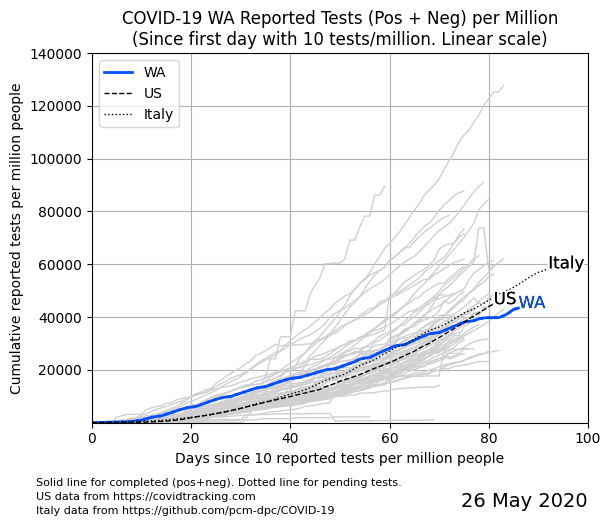 COVID-19 WA Reported Tests (Pos + Neg) per Million
(Since first day with 10 tests/million. Linear scale)
140000
120000
100000
80000
60000
40000
20000
Cumulative reported tests per million people
WA
US
Italy
Italy
US
WA
0
20
40
60
80
100
Days since 10 reported tests per million people
Solid line for completed (pos+neg). Dotted line for pending tests.
US data from https://covidtracking.com
Italy data from https://github.com/pcm-dpc/COVID-19
26 May 2020